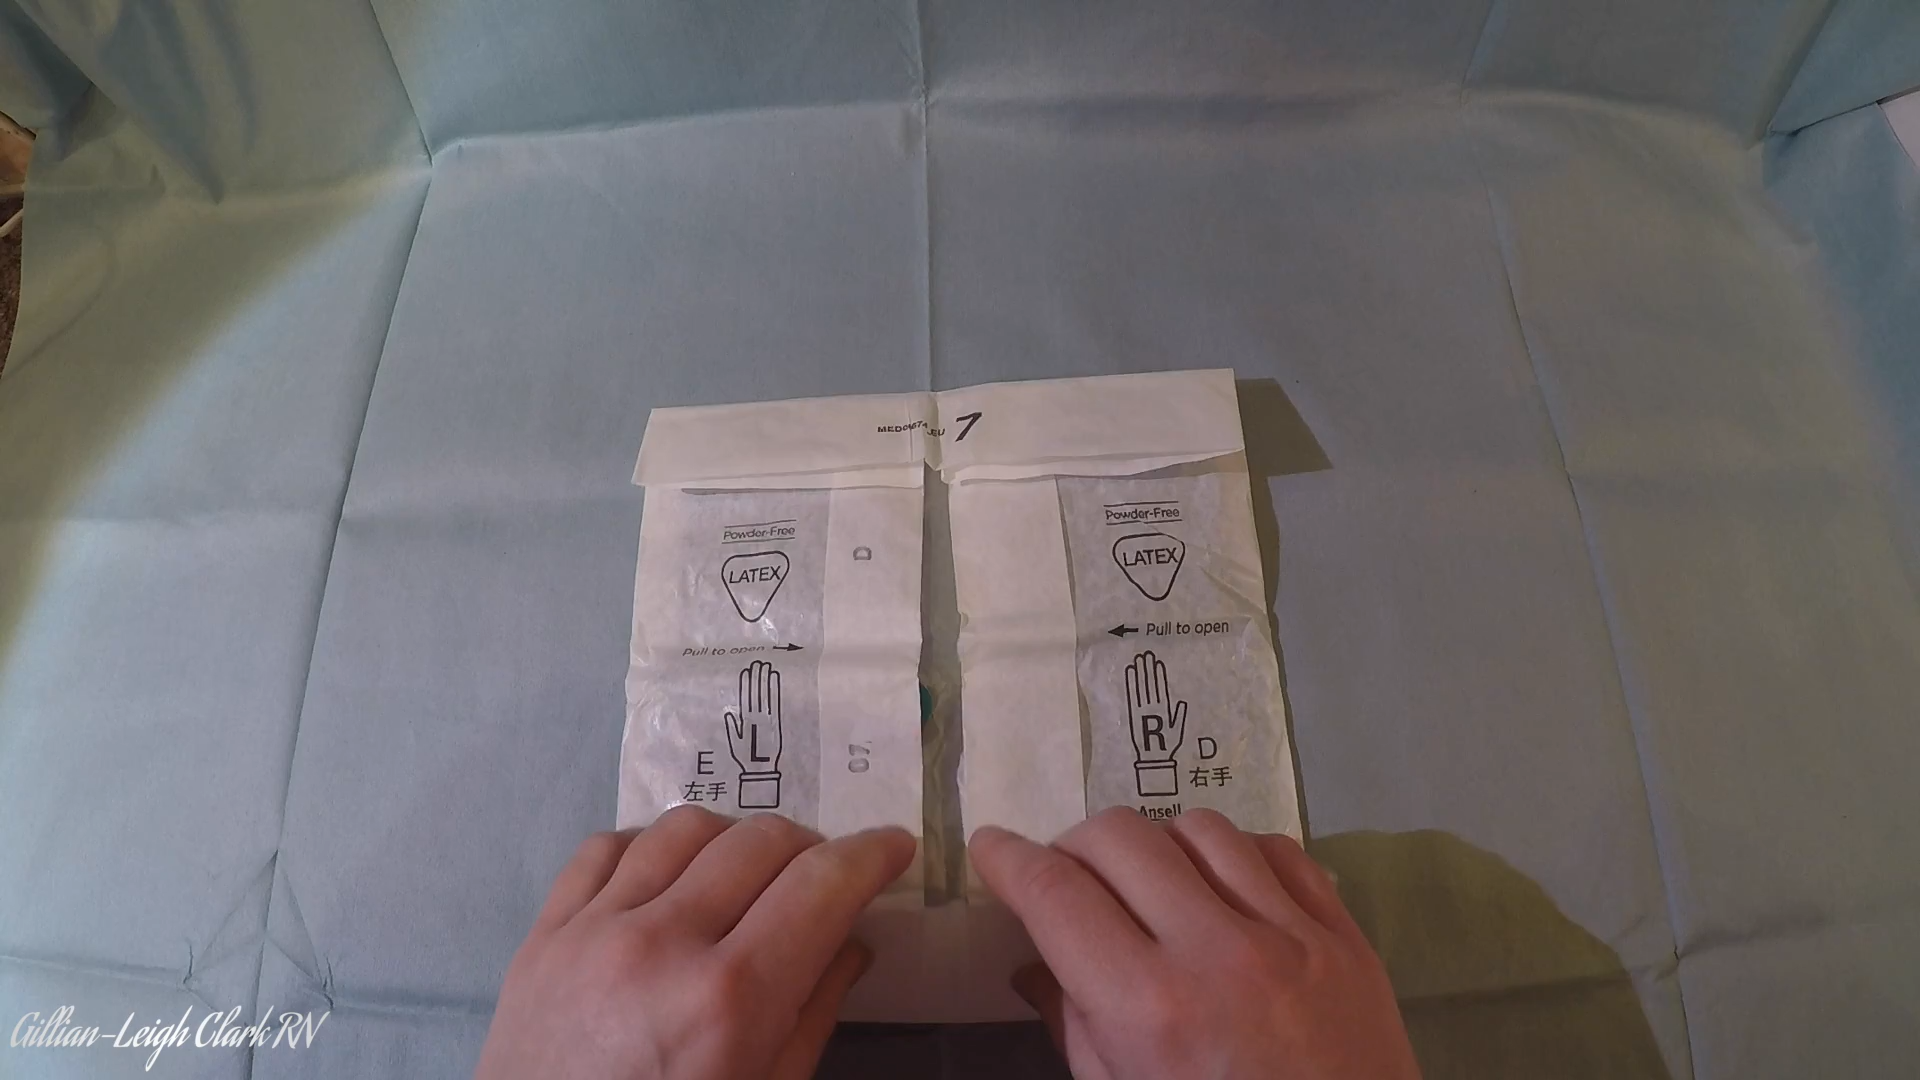 7
Powder-Free
LATEX
Pull to open
L
E
左手
D
07
Powder-Free
LATEX
Pull to open
R
D
右手
Ansell
Gillian-Leigh Clark RN